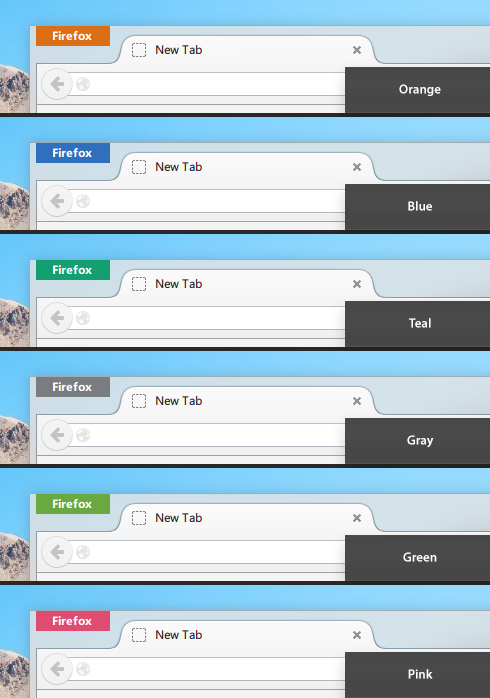 Firefox
New Tab
Orange
Firefox
New Tab
Blue
Firefox
New Tab
Teal
Firefox
New Tab
Gray
Firefox
New Tab
Green
Firefox
New Tab
Pink